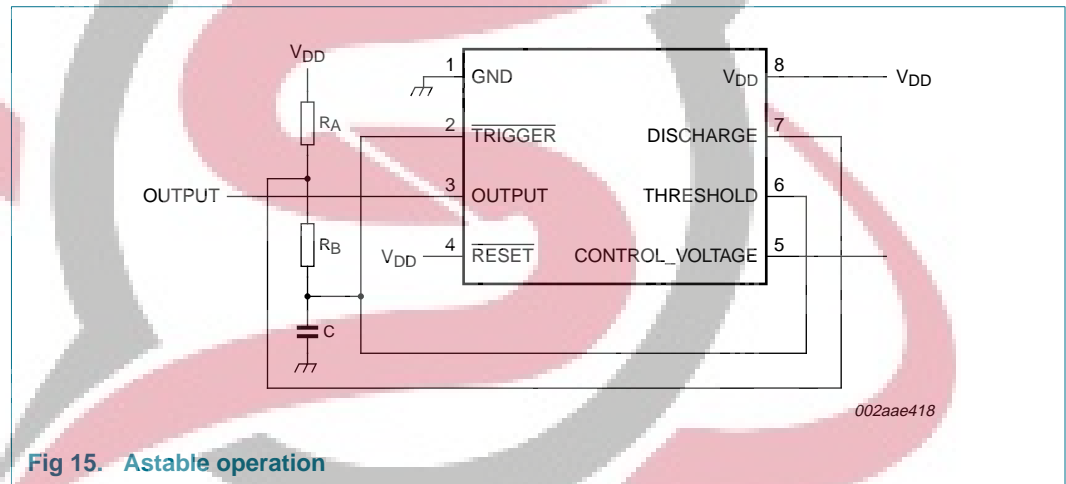 VDD
1
GND
VDD
8
VDD
RA
2
TRIGGER
DISCHARGE
7
OUTPUT
3
OUTPUT
THRESHOLD
6
RB
VDD
4
RESET
CONTROL_VOLTAGE
5
C
002aae418
Fig 15. Astable operation